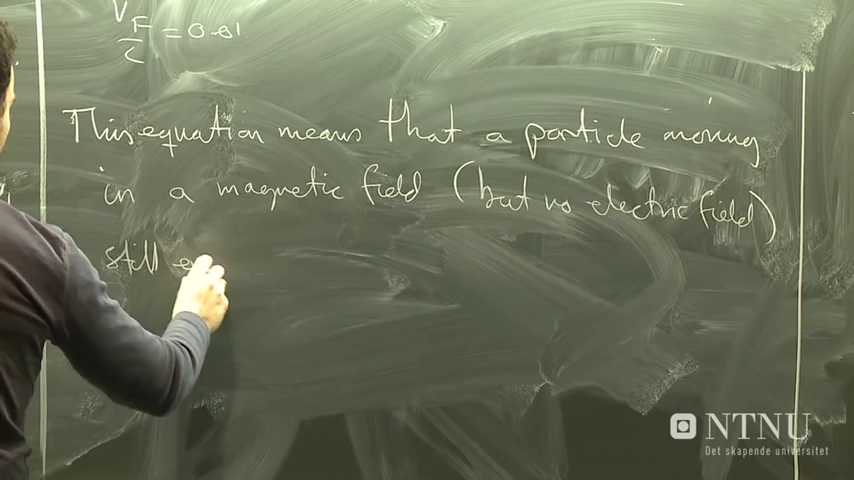 V_F/c = 0.01
This equation means that a particle moving
in a magnetic field (but no electric field)
still e
NTNU
Det skapende universitet